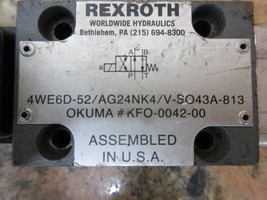 REXROTH
WORLDWIDE HYDRAULICS
Bethlehem, PA (215) 694-8300
A B
P T
4WE6D-52/AG24NK4/V-SO43A-813
OKUMA # KFO-0042-00
ASSEMBLED
IN U.S.A.